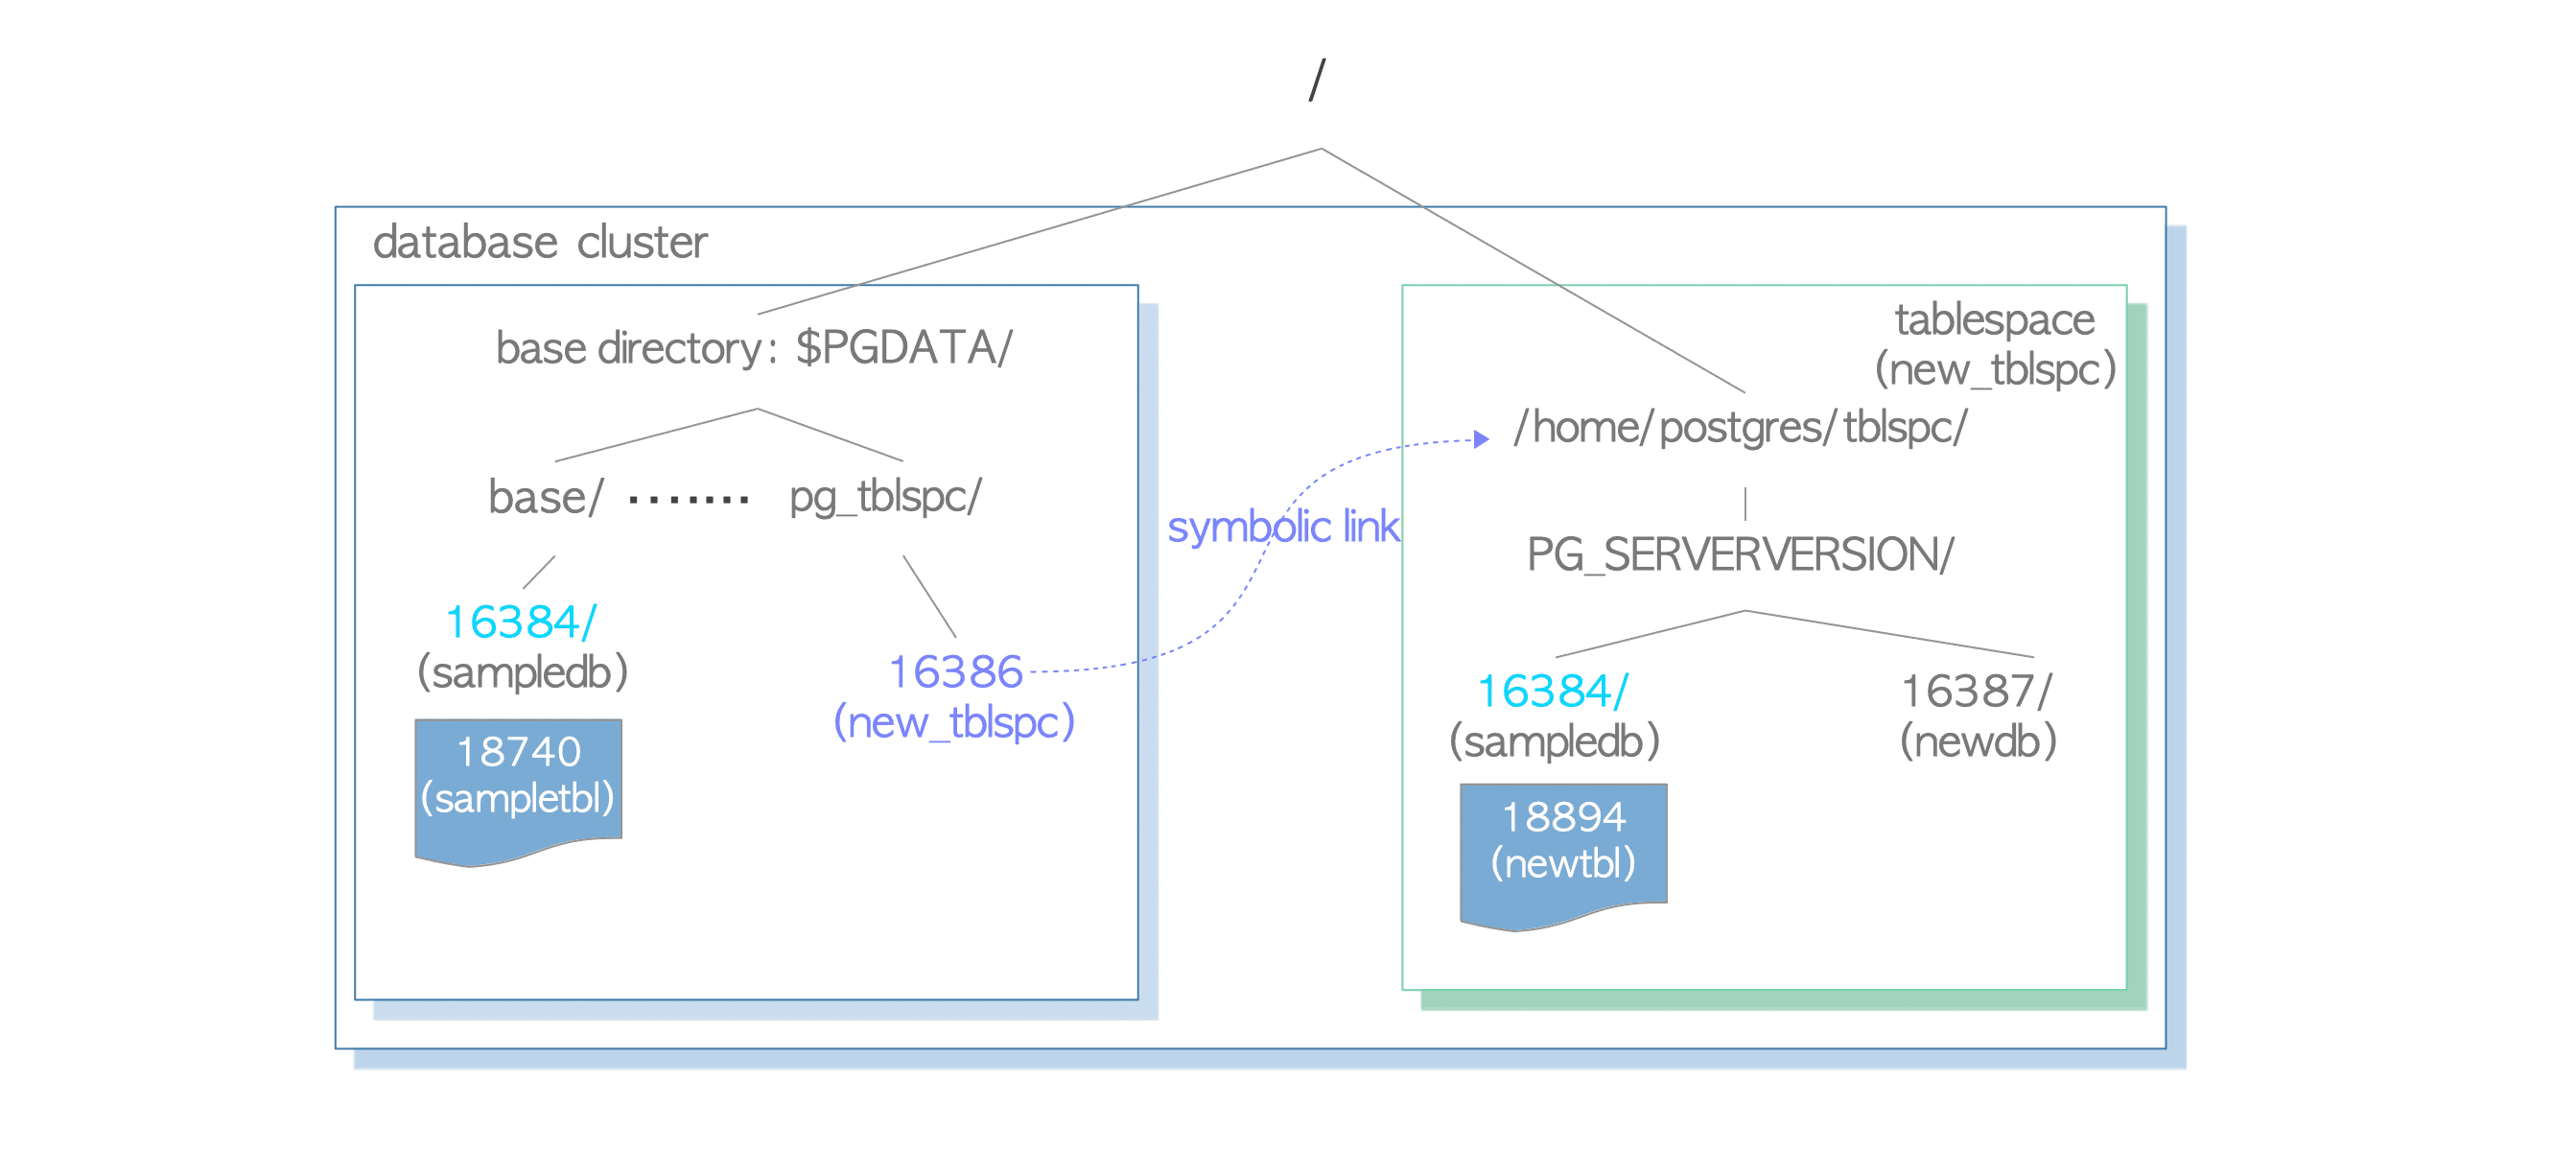 /
database cluster
base directory: $PGDATA/
base/ ······· pg_tblspc/
16384/
(sampledb)
18740
(sampletbl)
16386
(new_tblspc)
symbolic link
tablespace
(new_tblspc)
/home/postgres/tblspc/
PG_SERVERVERSION/
16384/
(sampledb)
18894
(newtbl)
16387/
(newdb)